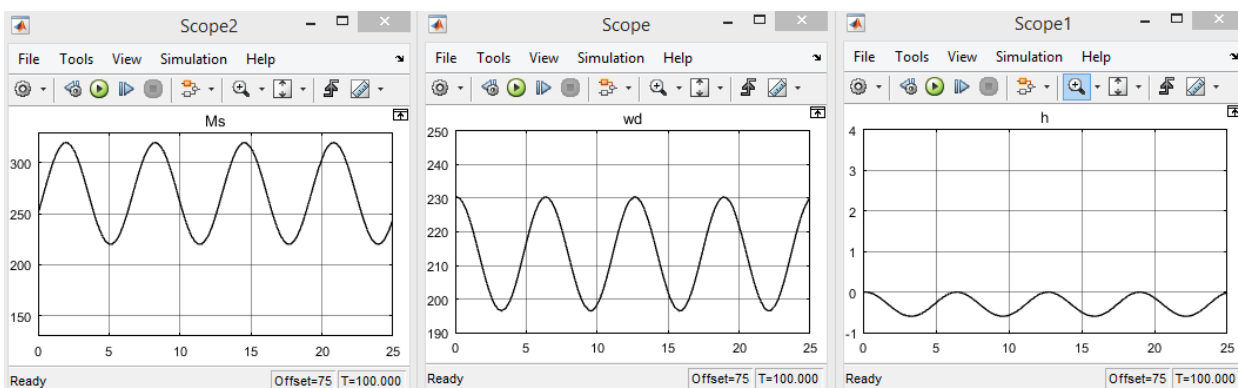 Scope2
File Tools View Simulation Help
Ms
300
250
200
150
0 5 10 15 20 25
Ready Offset=75 T=100.000
Scope
File Tools View Simulation Help
wd
250
240
230
220
210
200
190
0 5 10 15 20 25
Ready Offset=75 T=100.000
Scope1
File Tools View Simulation Help
h
4
3
2
1
0
-1
0 5 10 15 20 25
Ready Offset=75 T=100.000